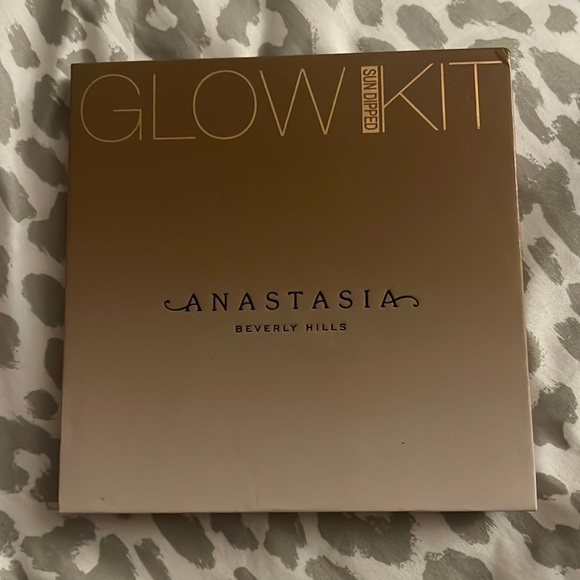 GLOW SUN DIPPED KIT
ANASTASIA
BEVERLY HILLS